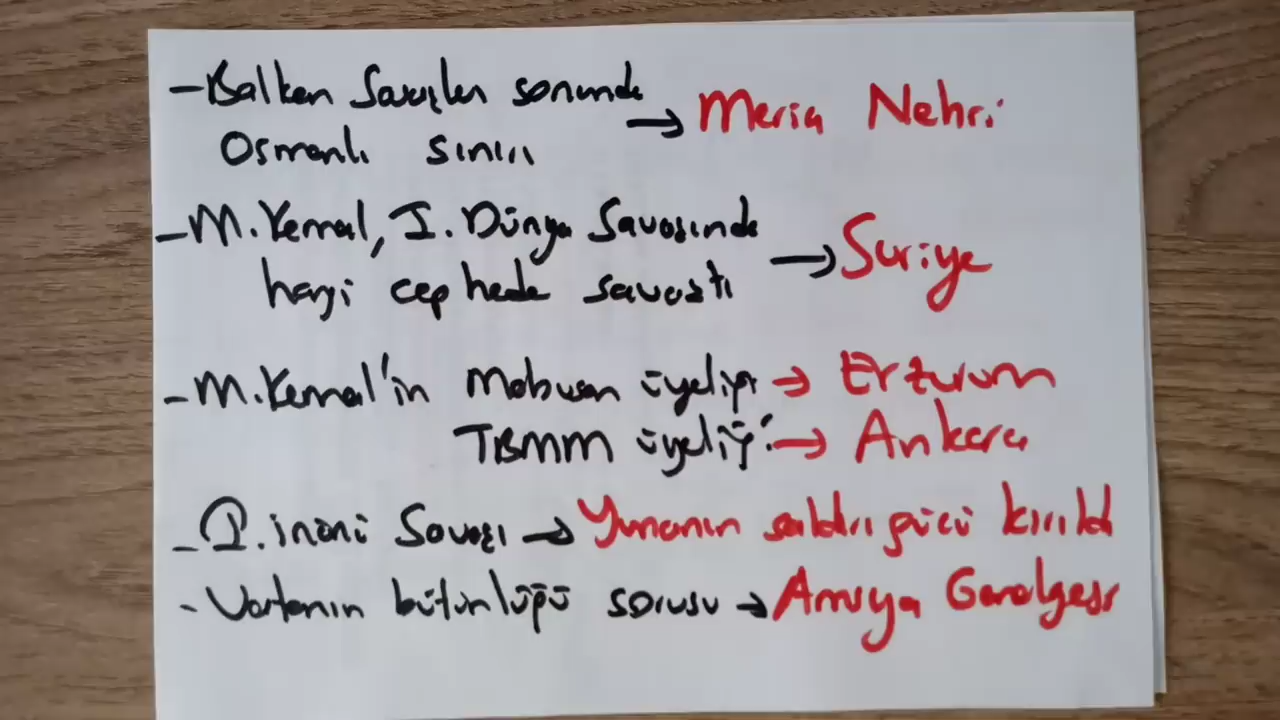 - Balkan Savaşları sonunda → Meriç Nehri
Osmanlı sınırı
- M. Kemal, I. Dünya Savaşında → Suriye
hangi cephede savaştı
- M. Kemal'in Mebusan üyeliği → Erzurum
TBMM üyeliği → Ankara
- I. inönü Savaşı → Yunanın saldırı gücü kırıldı
- Vatanın bütünlüğü sorusu → Amasya Genelgesi